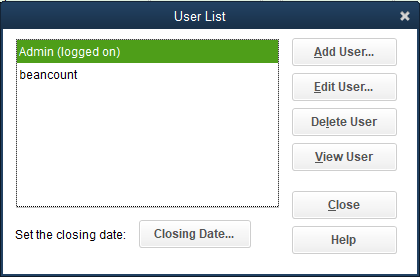 User List
Admin (logged on)
beancount
Add User...
Edit User...
Delete User
View User
Close
Help
Set the closing date:
Closing Date...